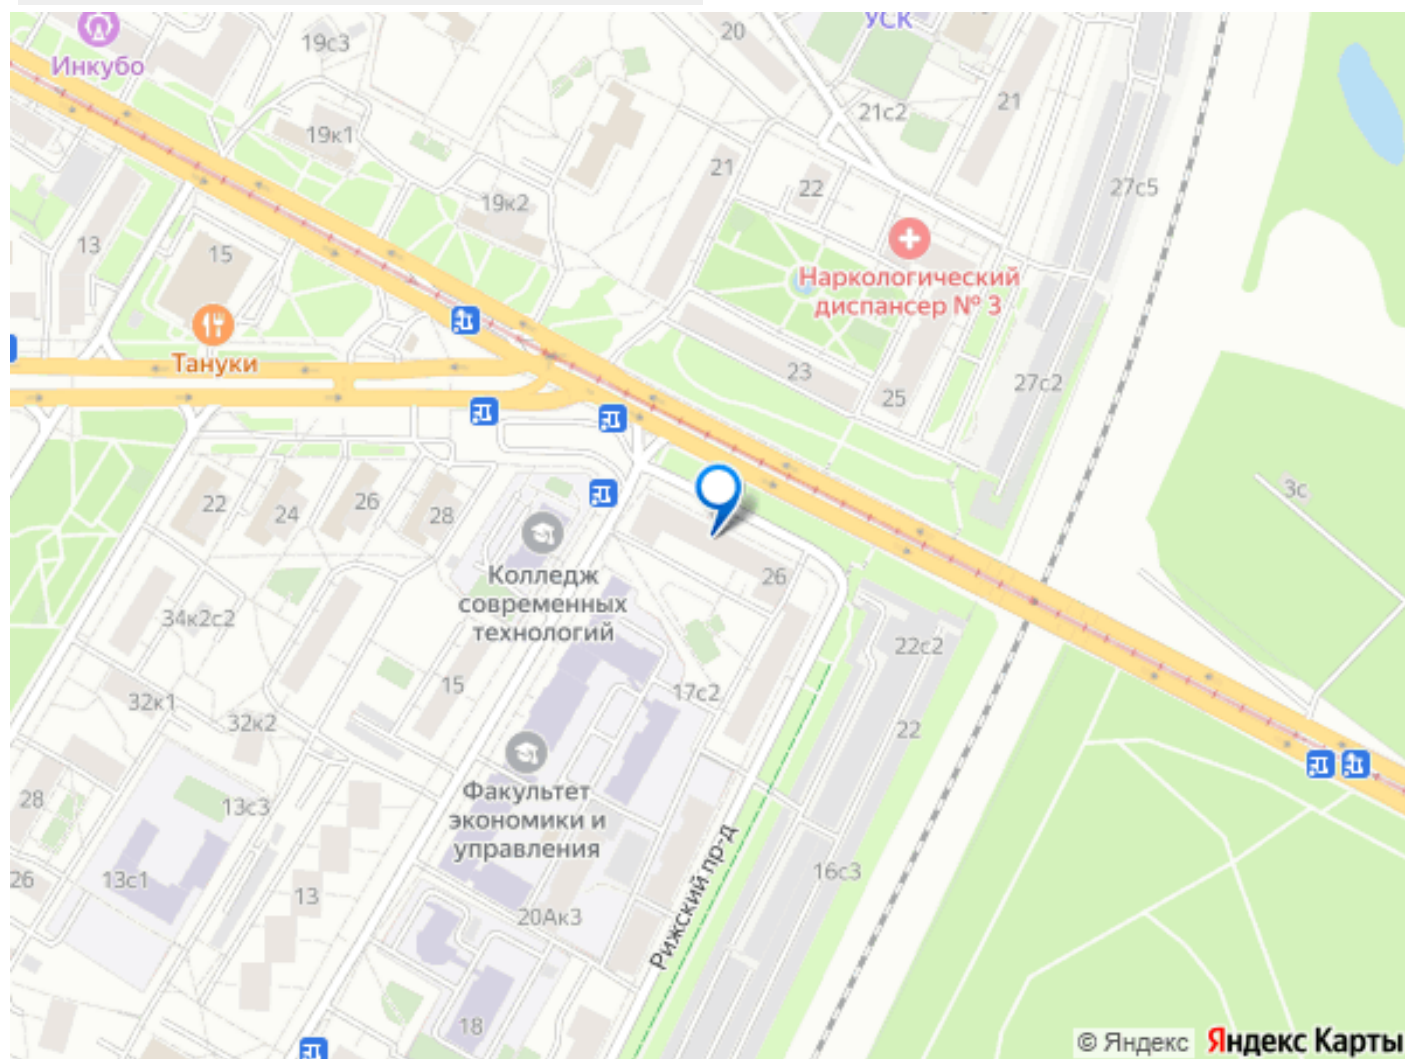 УСК
20
19с3
Инкубо
21с2
21
19к1
21
22
27с5
19к2
13
15
Наркологический
диспансер № 3
Тануки
23
25
27с2
3с
22
24
26
28
Колледж
современных
технологий
26
34к2с2
22с2
15
17с2
32к1
32к2
22
Факультет
экономики и
управления
28
13с3
16с3
26
13с1
13
20Ак3
Рижский пр-д
18
© Яндекс Яндекс Карты